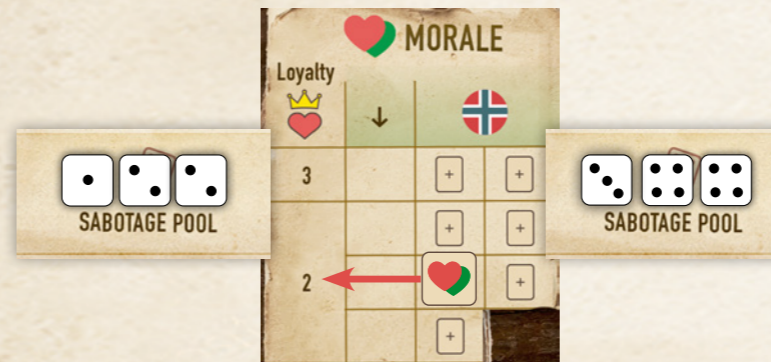 MORALE
Loyalty
↓
3
+ +
+ +
SABOTAGE POOL
SABOTAGE POOL
2
+
+